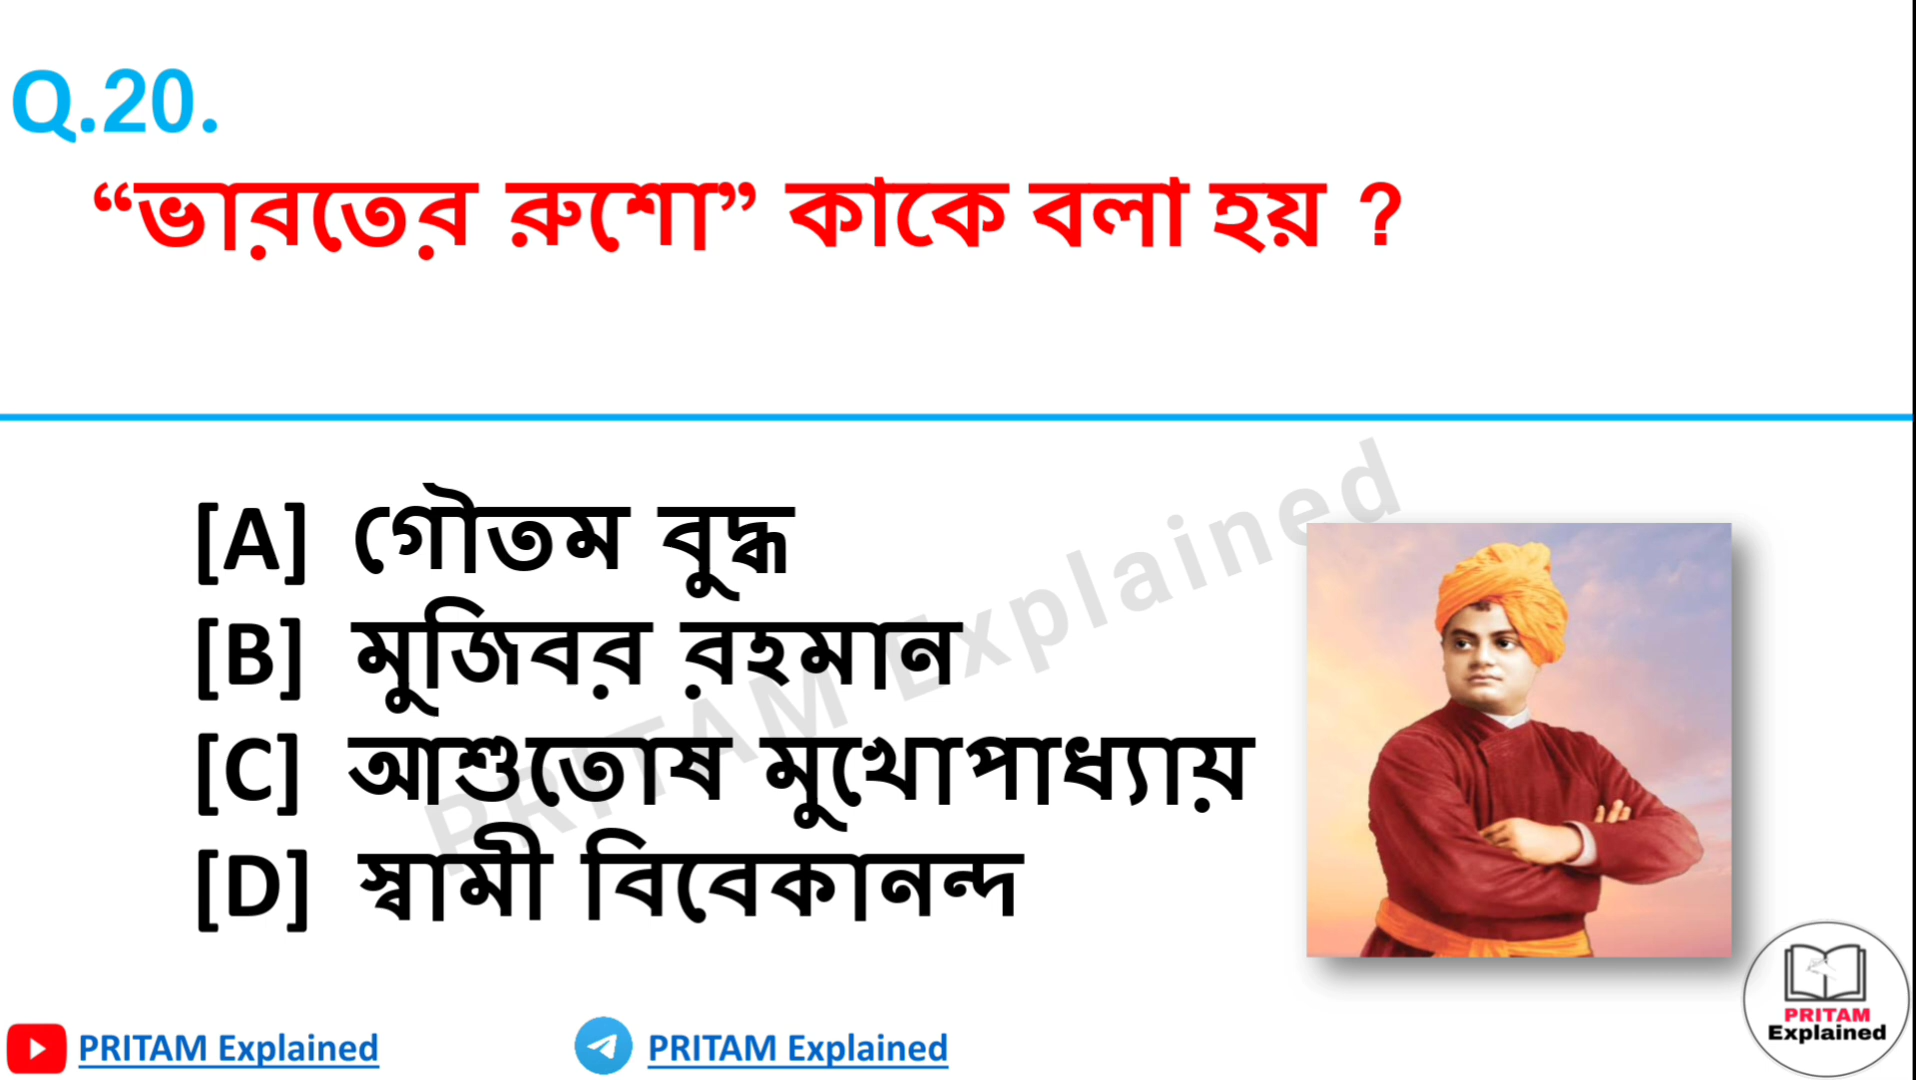 Q.20.
“ভারতের রুশো” কাকে বলা হয় ?
[A] গৌতম বুদ্ধ
[B] মুজিবর রহমান
[C] আশুতোষ মুখোপাধ্যায়
[D] স্বামী বিবেকানন্দ
PRITAM Explained
PRITAM Explained
PRITAM Explained
PRITAM
Explained